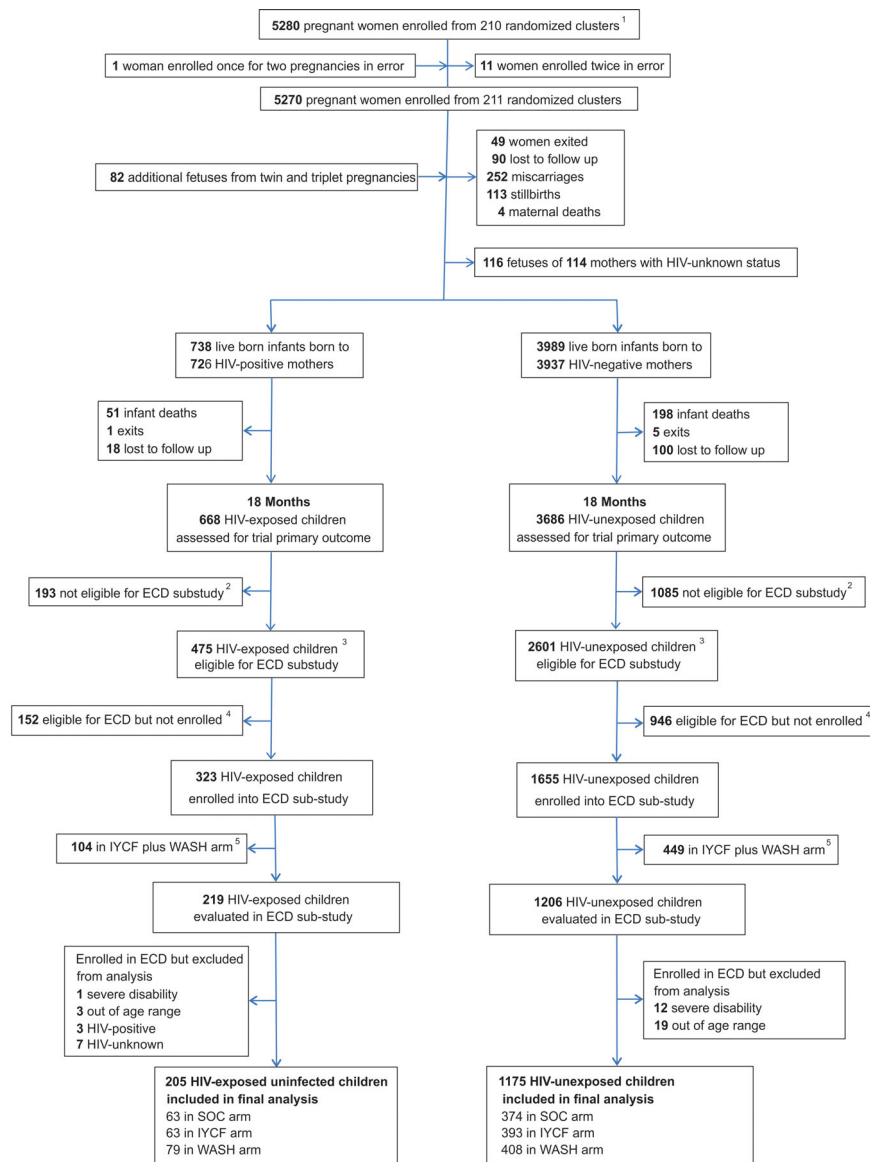 5280 pregnant women enrolled from 210 randomized clusters 1
1 woman enrolled once for two pregnancies in error
11 women enrolled twice in error
5270 pregnant women enrolled from 211 randomized clusters
82 additional fetuses from twin and triplet pregnancies
49 women exited
90 lost to follow up
252 miscarriages
113 stillbirths
4 maternal deaths
116 fetuses of 114 mothers with HIV-unknown status
738 live born infants born to
726 HIV-positive mothers
3989 live born infants born to
3937 HIV-negative mothers
51 infant deaths
1 exits
18 lost to follow up
198 infant deaths
5 exits
100 lost to follow up
18 Months
668 HIV-exposed children
assessed for trial primary outcome
18 Months
3686 HIV-unexposed children
assessed for trial primary outcome
193 not eligible for ECD substudy 2
1085 not eligible for ECD substudy 2
475 HIV-exposed children 3
eligible for ECD substudy
2601 HIV-unexposed children 3
eligible for ECD substudy
152 eligible for ECD but not enrolled 4
946 eligible for ECD but not enrolled 4
323 HIV-exposed children
enrolled into ECD sub-study
1655 HIV-unexposed children
enrolled into ECD sub-study
104 in IYCF plus WASH arm 5
449 in IYCF plus WASH arm 5
219 HIV-exposed children
evaluated in ECD sub-study
1206 HIV-unexposed children
evaluated in ECD sub-study
Enrolled in ECD but excluded
from analysis
1 severe disability
3 out of age range
3 HIV-positive
7 HIV-unknown
Enrolled in ECD but excluded
from analysis
12 severe disability
19 out of age range
205 HIV-exposed uninfected children
included in final analysis
63 in SOC arm
63 in IYCF arm
79 in WASH arm
1175 HIV-unexposed children
included in final analysis
374 in SOC arm
393 in IYCF arm
408 in WASH arm